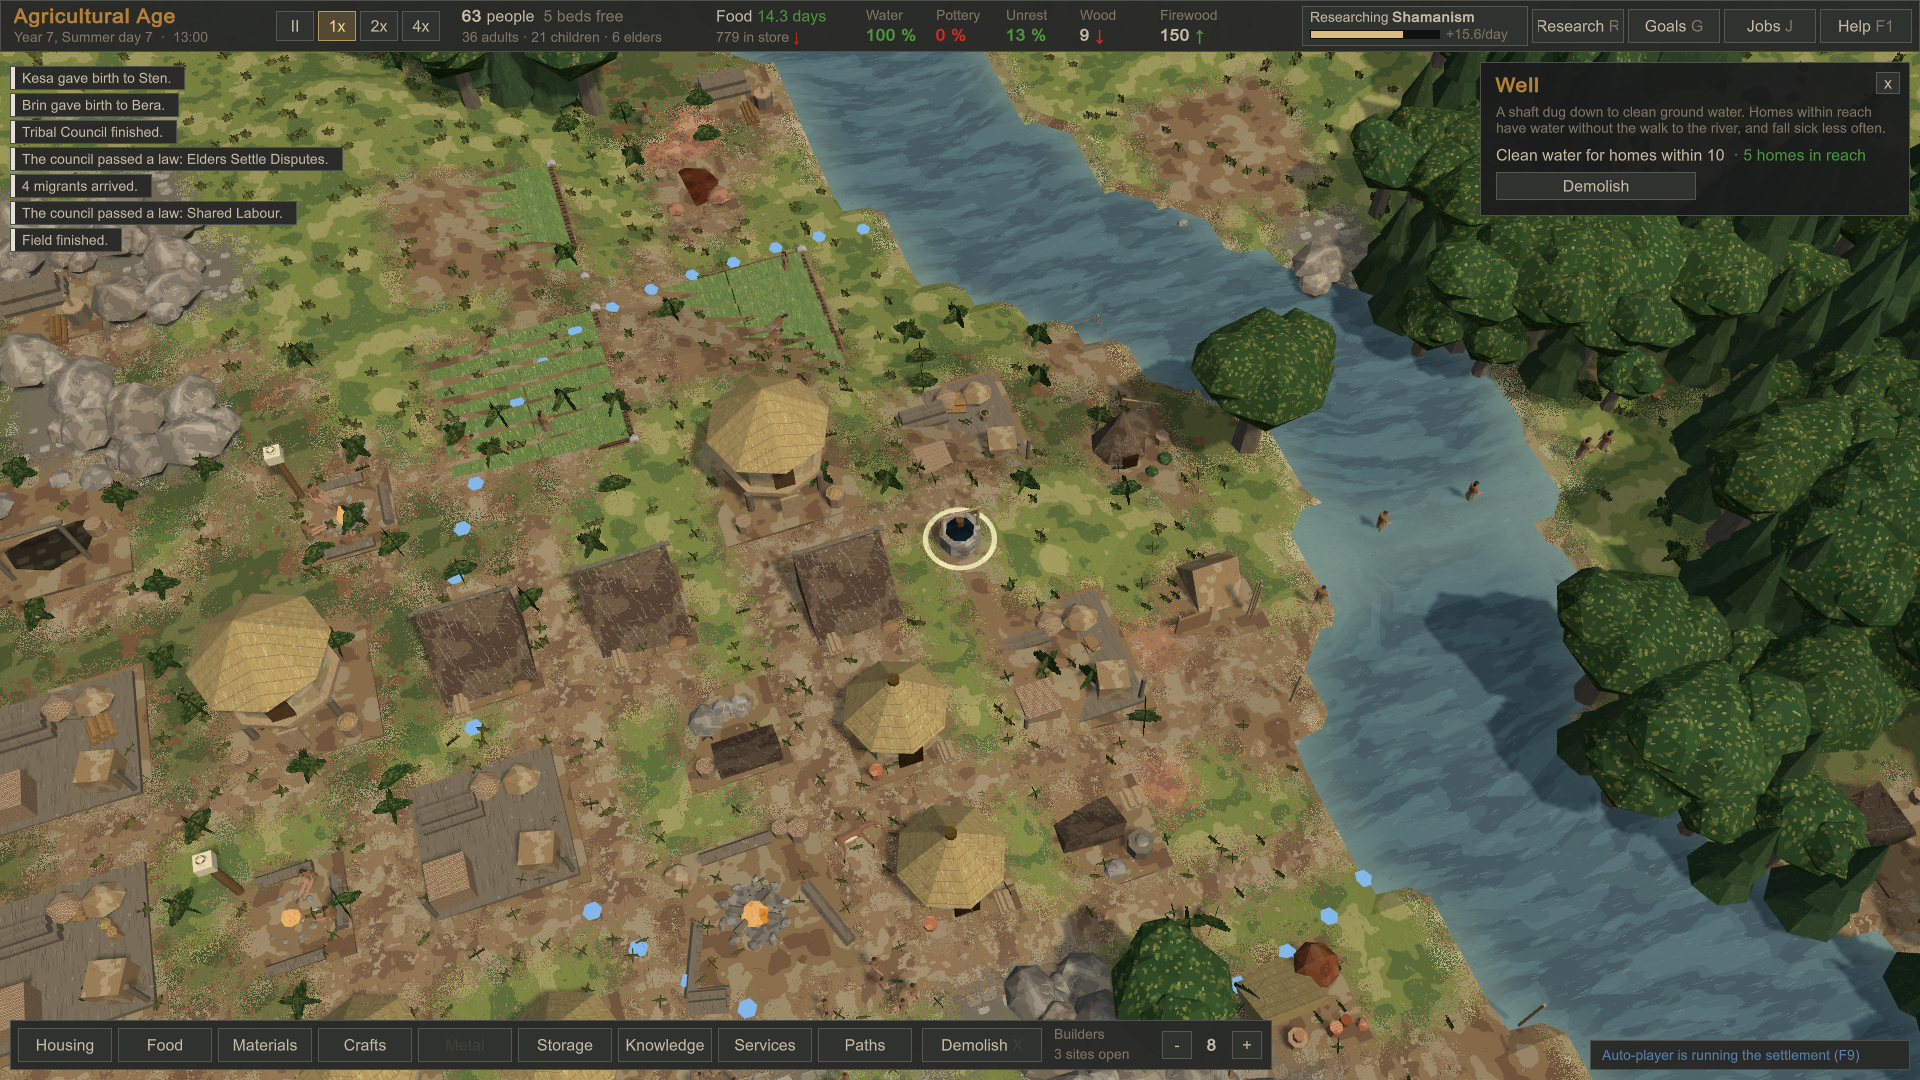 Agricultural Age
Year 7, Summer day 7 · 13:00
II
1x
2x
4x
63 people 5 beds free
36 adults · 21 children · 6 elders
Food 14.3 days
779 in store ↓
Water
100 %
Pottery
0 %
Unrest
13 %
Wood
9 ↓
Firewood
150 ↑
Researching Shamanism
+15.6/day
Research R
Goals G
Jobs J
Help F1
Kesa gave birth to Sten.
Brin gave birth to Bera.
Tribal Council finished.
The council passed a law: Elders Settle Disputes.
4 migrants arrived.
The council passed a law: Shared Labour.
Field finished.
Well
x
A shaft dug down to clean ground water. Homes within reach
have water without the walk to the river, and fall sick less often.
Clean water for homes within 10 · 5 homes in reach
Demolish
Housing
Food
Materials
Crafts
Metal
Storage
Knowledge
Services
Paths
Demolish X
Builders
3 sites open
-
8
+
Auto-player is running the settlement (F9)